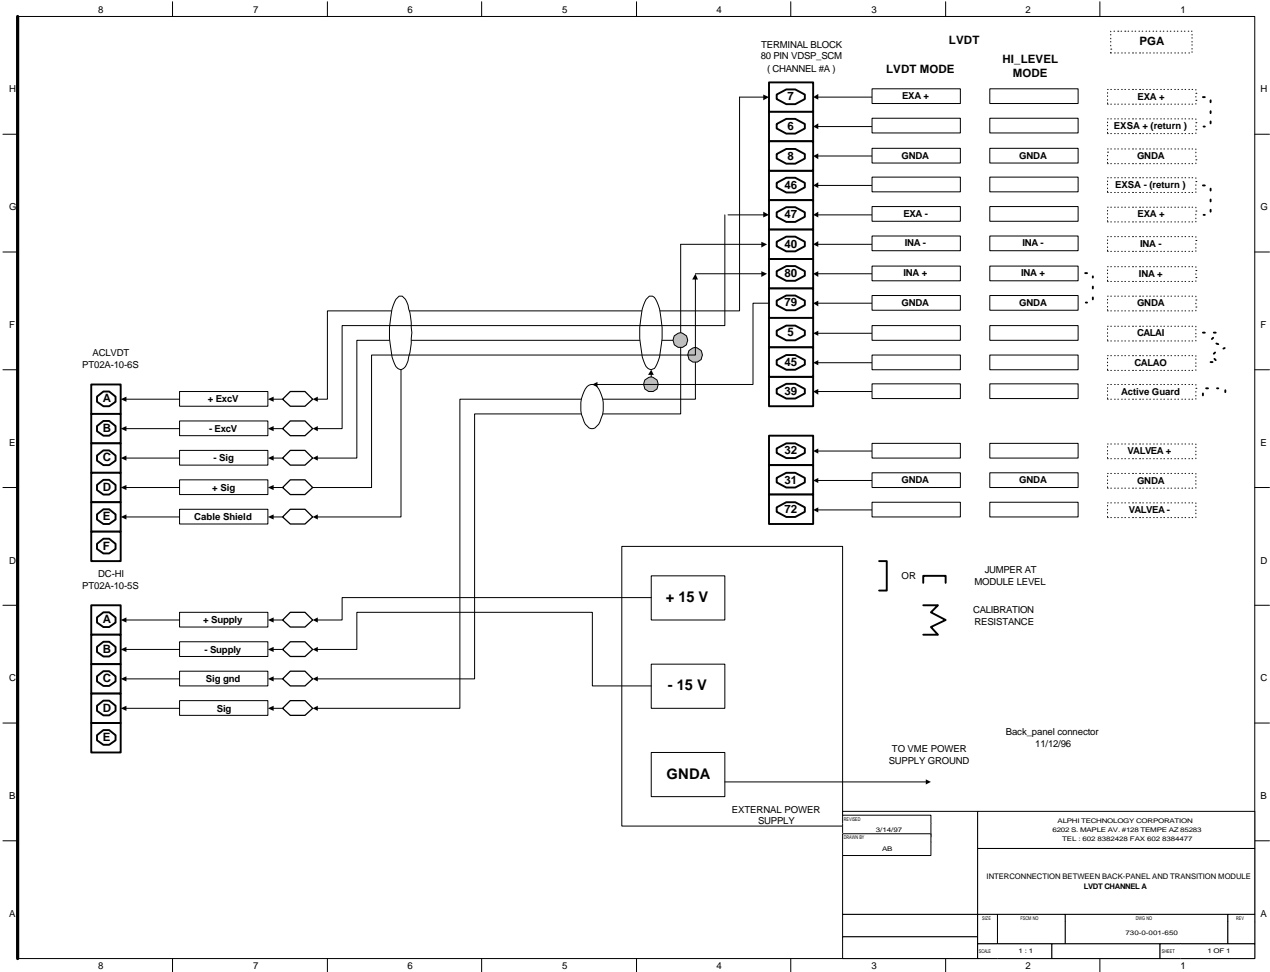 8 7 6 5 4 3 2 1
TERMINAL BLOCK
80 PIN VDSP_SCM
( CHANNEL #A )
LVDT
PGA
LVDT MODE
HI_LEVEL
MODE
H H
7 EXA + EXA +
6 EXSA + (return )
8 GNDA GNDA GNDA
46 EXSA - (return )
G G
47 EXA - EXA +
40 INA - INA - INA -
80 INA + INA + INA +
79 GNDA GNDA GNDA
F F
5 CALAI
45 CALAO
39 Active Guard
E E
32 VALVEA +
31 GNDA GNDA GNDA
72 VALVEA -
ACLVDT
PT02A-10-6S
A + ExcV
B - ExcV
C - Sig
D + Sig
E Cable Shield
F
D D
DC-HI
PT02A-10-5S
A + Supply
B - Supply
C Sig gnd
D Sig
E
C C
+ 15 V
- 15 V
GNDA
EXTERNAL POWER
SUPPLY
OR
JUMPER AT
MODULE LEVEL
CALIBRATION
RESISTANCE
Back_panel connector
11/12/96
TO VME POWER
SUPPLY GROUND
B B
REVISED
3/14/97
DRAWN BY
AB
ALPHI TECHNOLOGY CORPORATION
6202 S. MAPLE AV. #128 TEMPE AZ 85283
TEL : 602 8382428 FAX 602 8384477
INTERCONNECTION BETWEEN BACK-PANEL AND TRANSITION MODULE
LVDT CHANNEL A
A A
SIZE FSCM NO DWG NO REV
730-0-001-650
SCALE 1 : 1 SHEET 1 OF 1
8 7 6 5 4 3 2 1